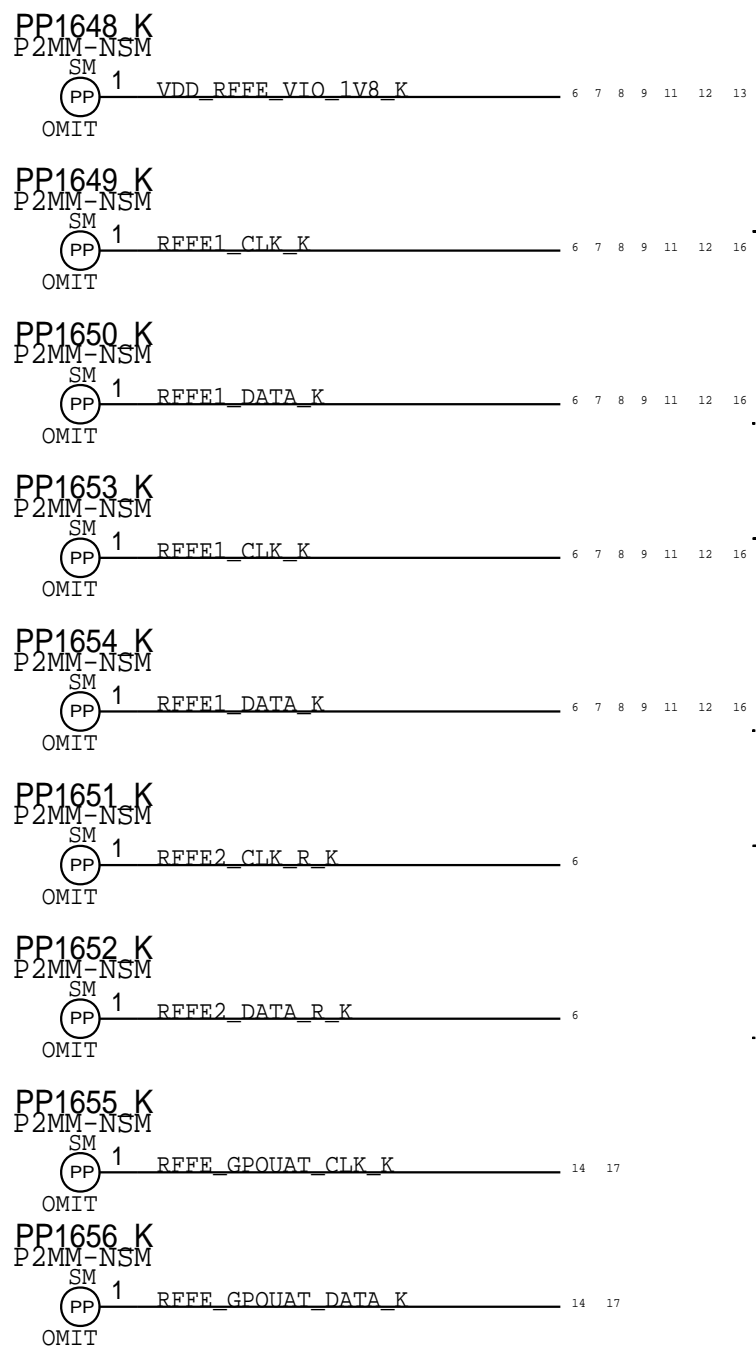 PP1648_K
P2MM-NSM
SM
PP 1 VDD_RFFE_VIO_1V8_K 6 7 8 9 11 12 13
OMIT
PP1649_K
P2MM-NSM
SM
PP 1 RFFE1_CLK_K 6 7 8 9 11 12 16
OMIT
PP1650_K
P2MM-NSM
SM
PP 1 RFFE1_DATA_K 6 7 8 9 11 12 16
OMIT
PP1653_K
P2MM-NSM
SM
PP 1 RFFE1_CLK_K 6 7 8 9 11 12 16
OMIT
PP1654_K
P2MM-NSM
SM
PP 1 RFFE1_DATA_K 6 7 8 9 11 12 16
OMIT
PP1651_K
P2MM-NSM
SM
PP 1 RFFE2_CLK_R_K 6
OMIT
PP1652_K
P2MM-NSM
SM
PP 1 RFFE2_DATA_R_K 6
OMIT
PP1655_K
P2MM-NSM
SM
PP 1 RFFE_GPOUAT_CLK_K 14 17
OMIT
PP1656_K
P2MM-NSM
SM
PP 1 RFFE_GPOUAT_DATA_K 14 17
OMIT